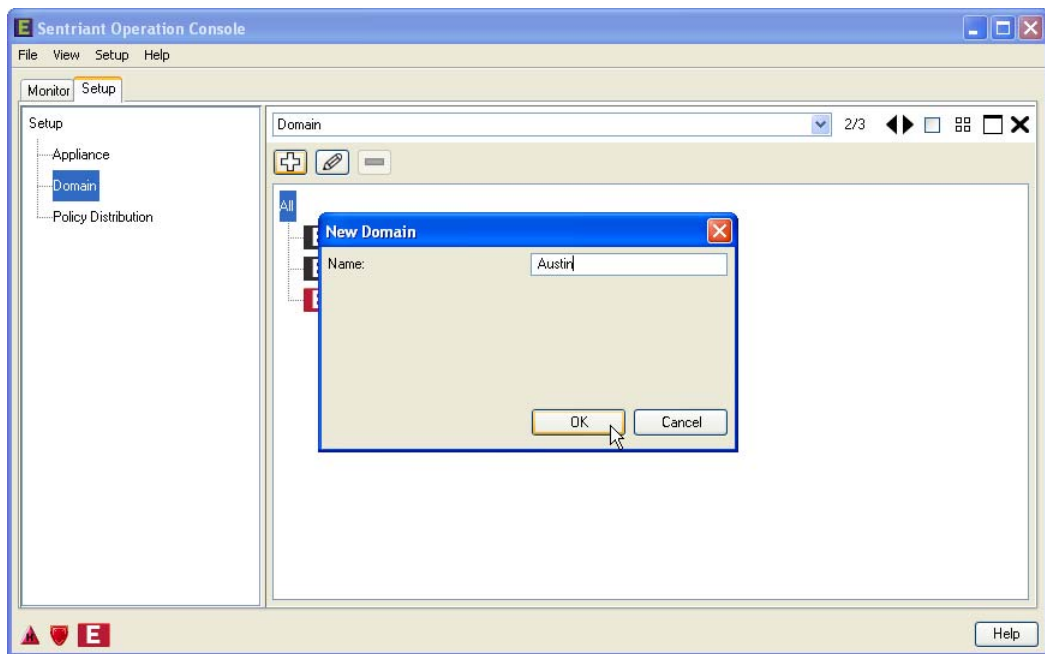 E Sentriant Operation Console
File View Setup Help
Monitor Setup
Setup
Appliance
Domain
Policy Distribution
Domain
2/3
All
E
E
E
New Domain
Name:
Austin
OK
Cancel
E
Help